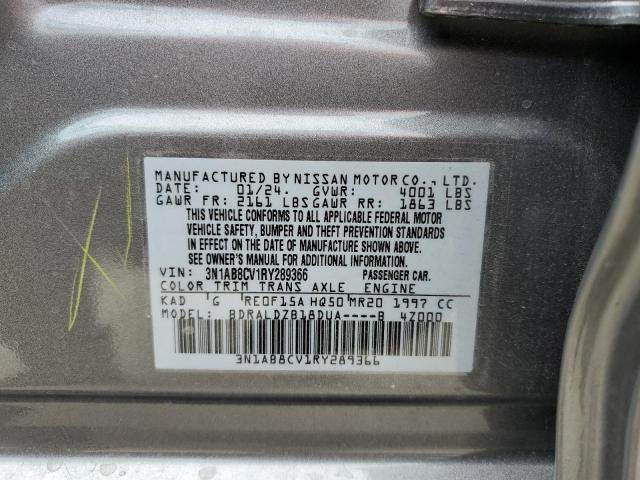 MANUFACTURED BY NISSAN MOTOR CO., LTD.
DATE: 01/24. GVWR: 4001 LBS
GAWR FR: 2161 LBS GAWR RR: 1863 LBS
THIS VEHICLE CONFORMS TO ALL APPLICABLE FEDERAL MOTOR
VEHICLE SAFETY, BUMPER AND THEFT PREVENTION STANDARDS
IN EFFECT ON THE DATE OF MANUFACTURE SHOWN ABOVE.
SEE OWNER'S MANUAL FOR ADDITIONAL INFORMATION.
VIN: 3N1AB8CV1RY289366 PASSENGER CAR.
COLOR TRIM TRANS AXLE ENGINE
KAD 'G RE0F15A HQ50 MR20 1997 CC
MODEL: BDRALDZB18DUA----B 4Z000
3N1AB8CV1RY289366